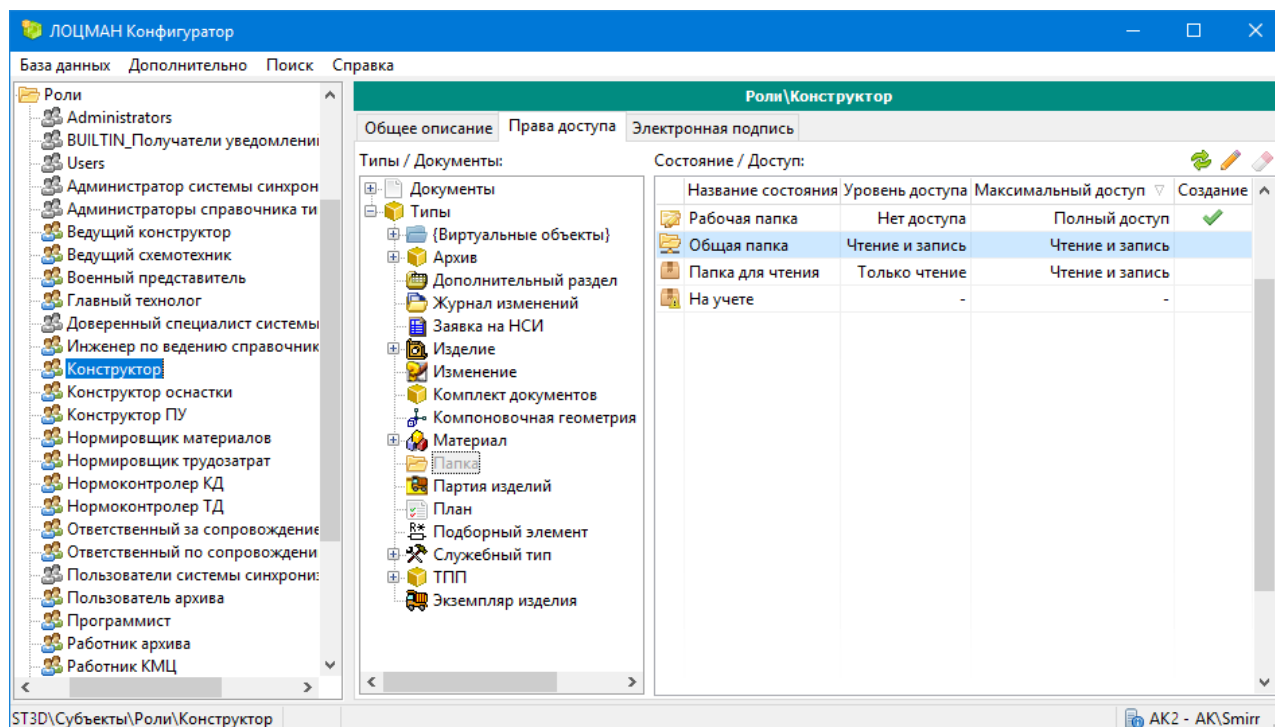 ЛОЦМАН Конфигуратор
База данных Дополнительно Поиск Справка
Роли
Administrators
BUILTIN_Получатели уведомлени
Users
Администратор системы синхрон
Администраторы справочника ти
Ведущий конструктор
Ведущий схемотехник
Военный представитель
Главный технолог
Доверенный специалист системы
Инженер по ведению справочник
Конструктор
Конструктор оснастки
Конструктор ПУ
Нормировщик материалов
Нормировщик трудозатрат
Нормоконтролер КД
Нормоконтролер ТД
Ответственный за сопровождение
Ответственный по сопровождени
Пользователи системы синхрони
Пользователь архива
Программист
Работник архива
Работник КМЦ
Роли\Конструктор
Общее описание Права доступа Электронная подпись
Типы / Документы:
Документы
Типы
{Виртуальные объекты}
Архив
Дополнительный раздел
Журнал изменений
Заявка на НСИ
Изделие
Изменение
Комплект документов
Компоновочная геометрия
Материал
Папка
Партия изделий
План
Подборный элемент
Служебный тип
ТПП
Экземпляр изделия
Состояние / Доступ:
Название состояния Уровень доступа Максимальный доступ Создание
Рабочая папка Нет доступа Полный доступ
Общая папка Чтение и запись Чтение и запись
Папка для чтения Только чтение Чтение и запись
На учете - -
ST3D\Субъекты\Роли\Конструктор
AK2 - AK\Smirr